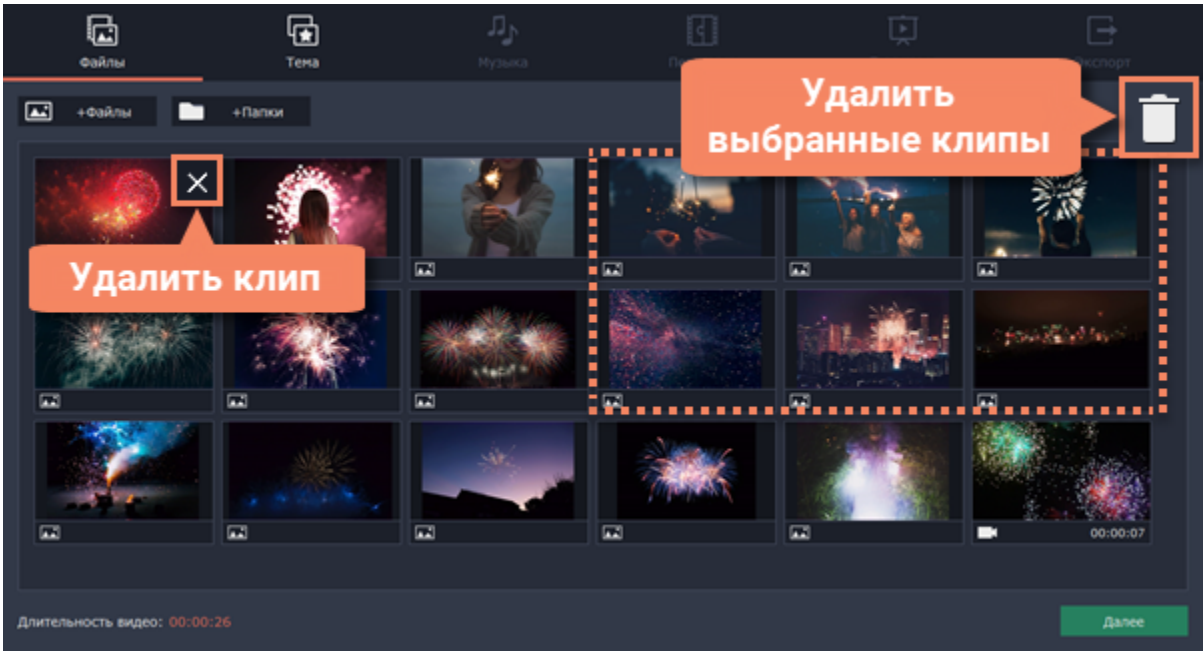 Файлы
Тема
Музыка
Экспорт
+Файлы
+Папки
Удалить
выбранные клипы
Удалить клип
00:00:07
Длительность видео: 00:00:26
Далее